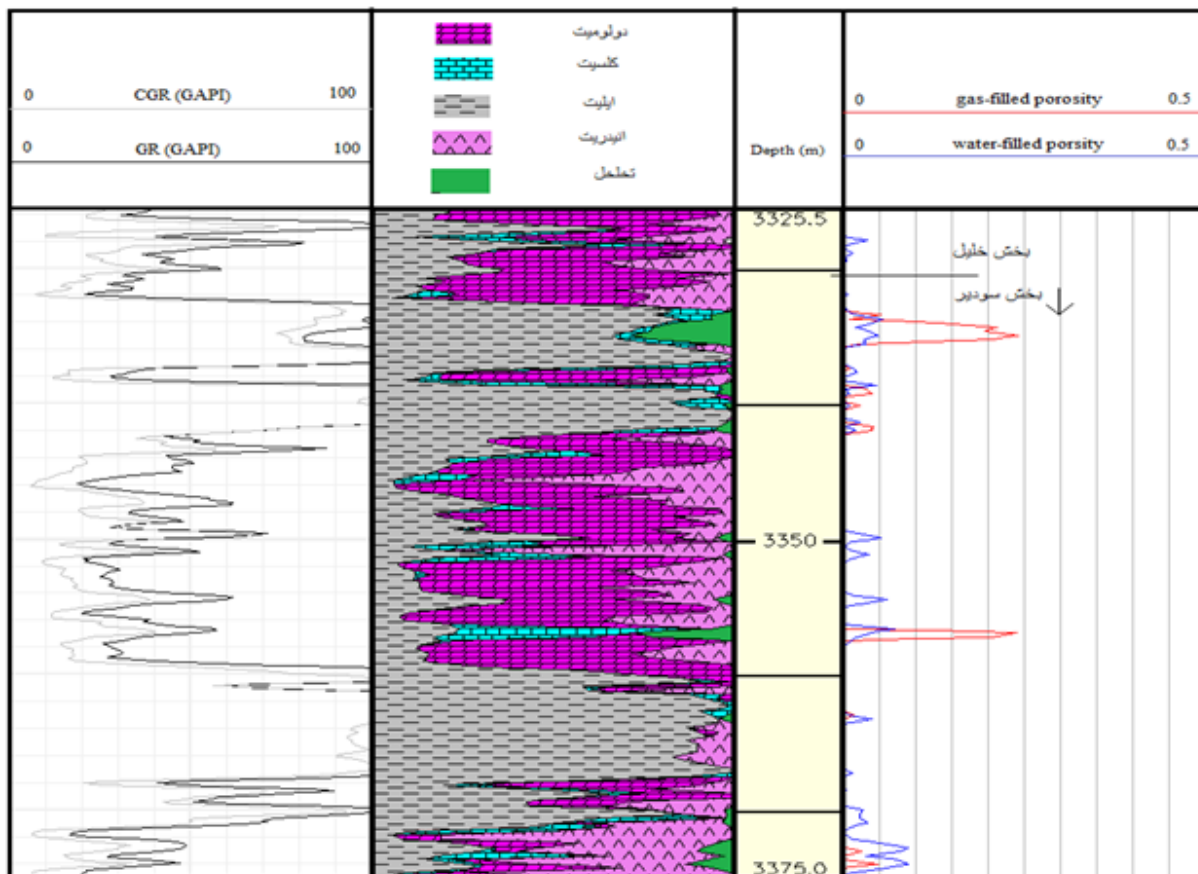 0 CGR (GAPI) 100
0 GR (GAPI) 100
دولومیت
کلسیت
ایلیت
انیدریت
تخلخل
Depth (m)
0 gas-filled porosity 0.5
0 water-filled porsity 0.5
3325.5
بخش خلیل
بخش سودیر
3350
3375.0